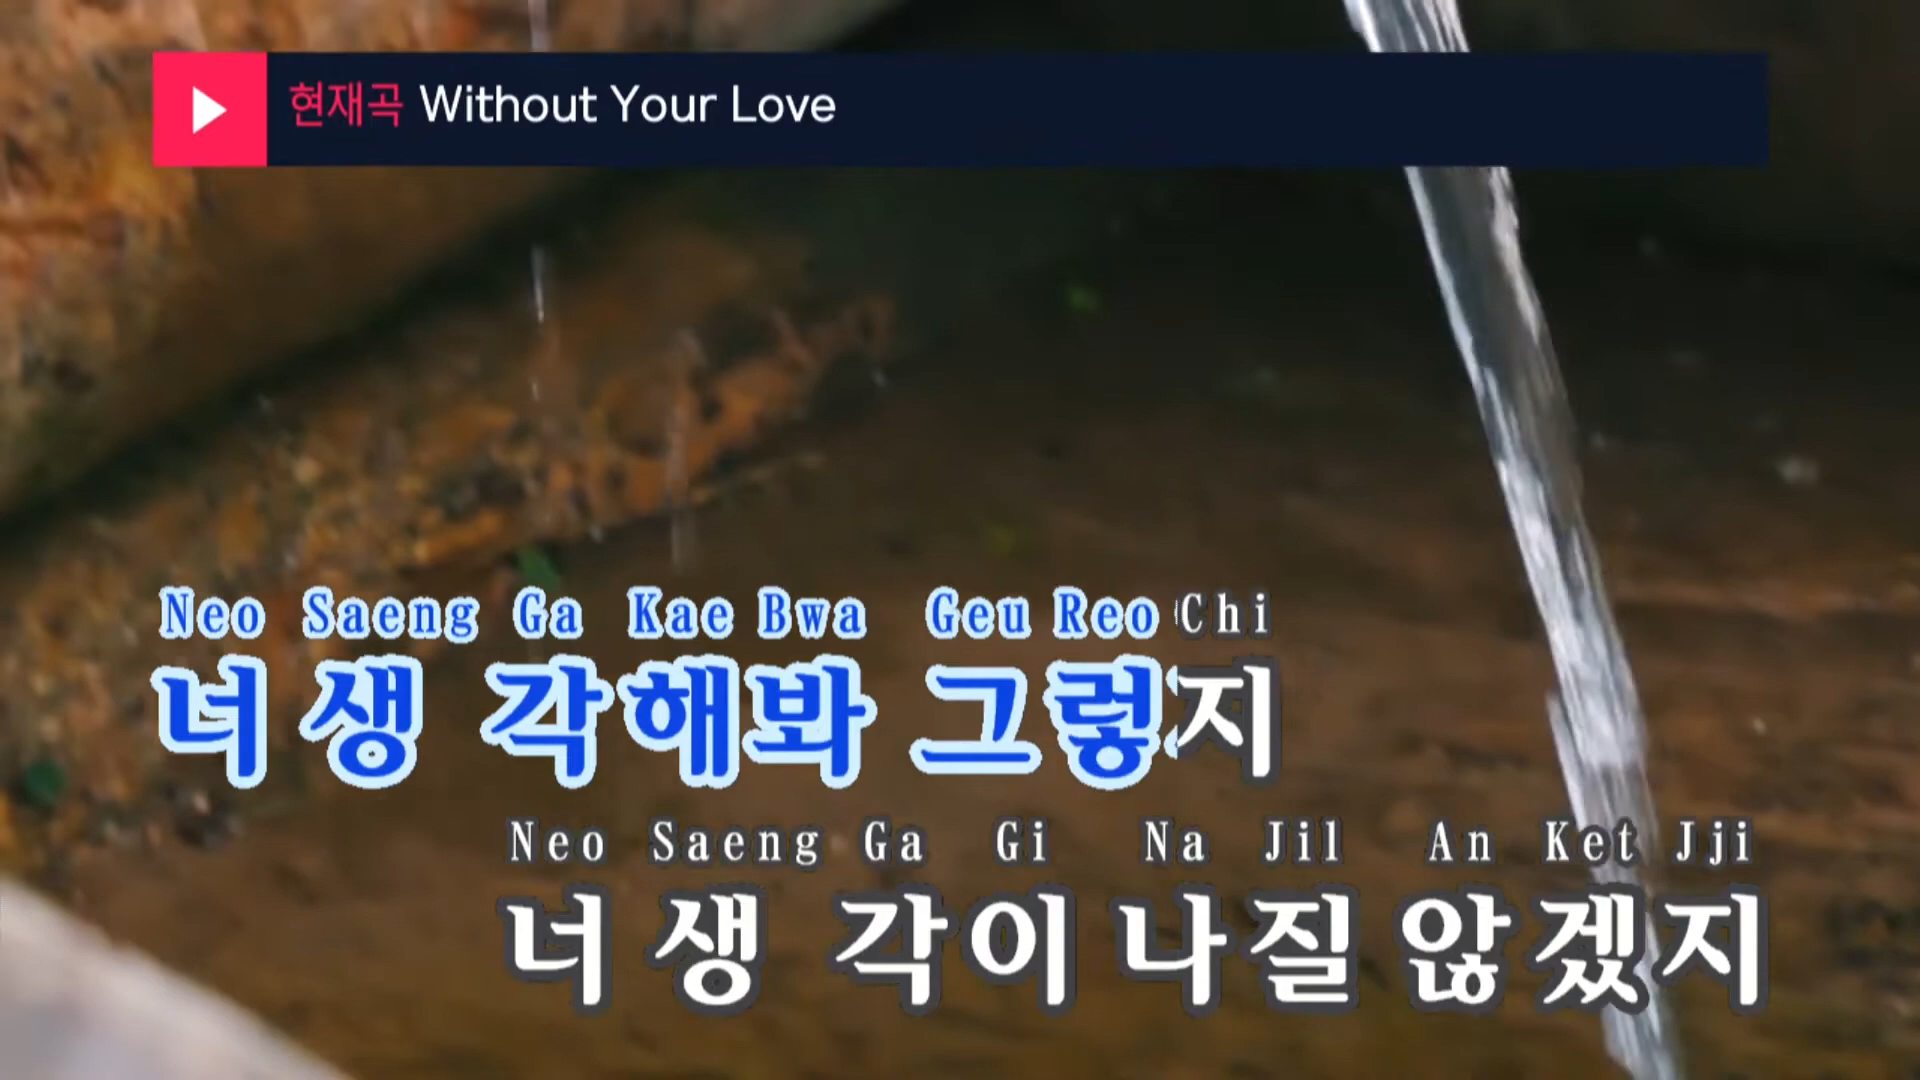 현재곡 Without Your Love
Neo Saeng Ga Kae Bwa Geu Reo Chi
너 생 각해봐 그렇지
Neo Saeng Ga Gi Na Jil An Ket Jji
너 생 각이 나질 않겠지